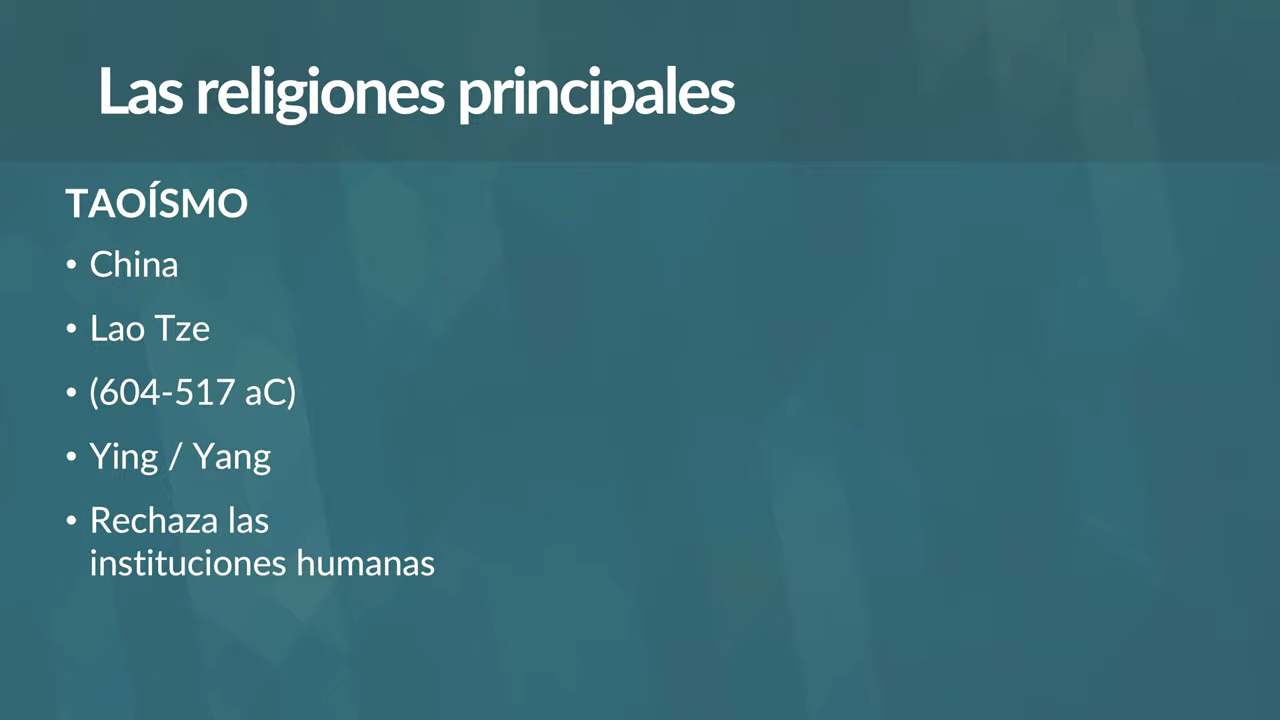 Las religiones principales
TAOÍSMO
• China
• Lao Tze
• (604-517 aC)
• Ying / Yang
• Rechaza las
instituciones humanas